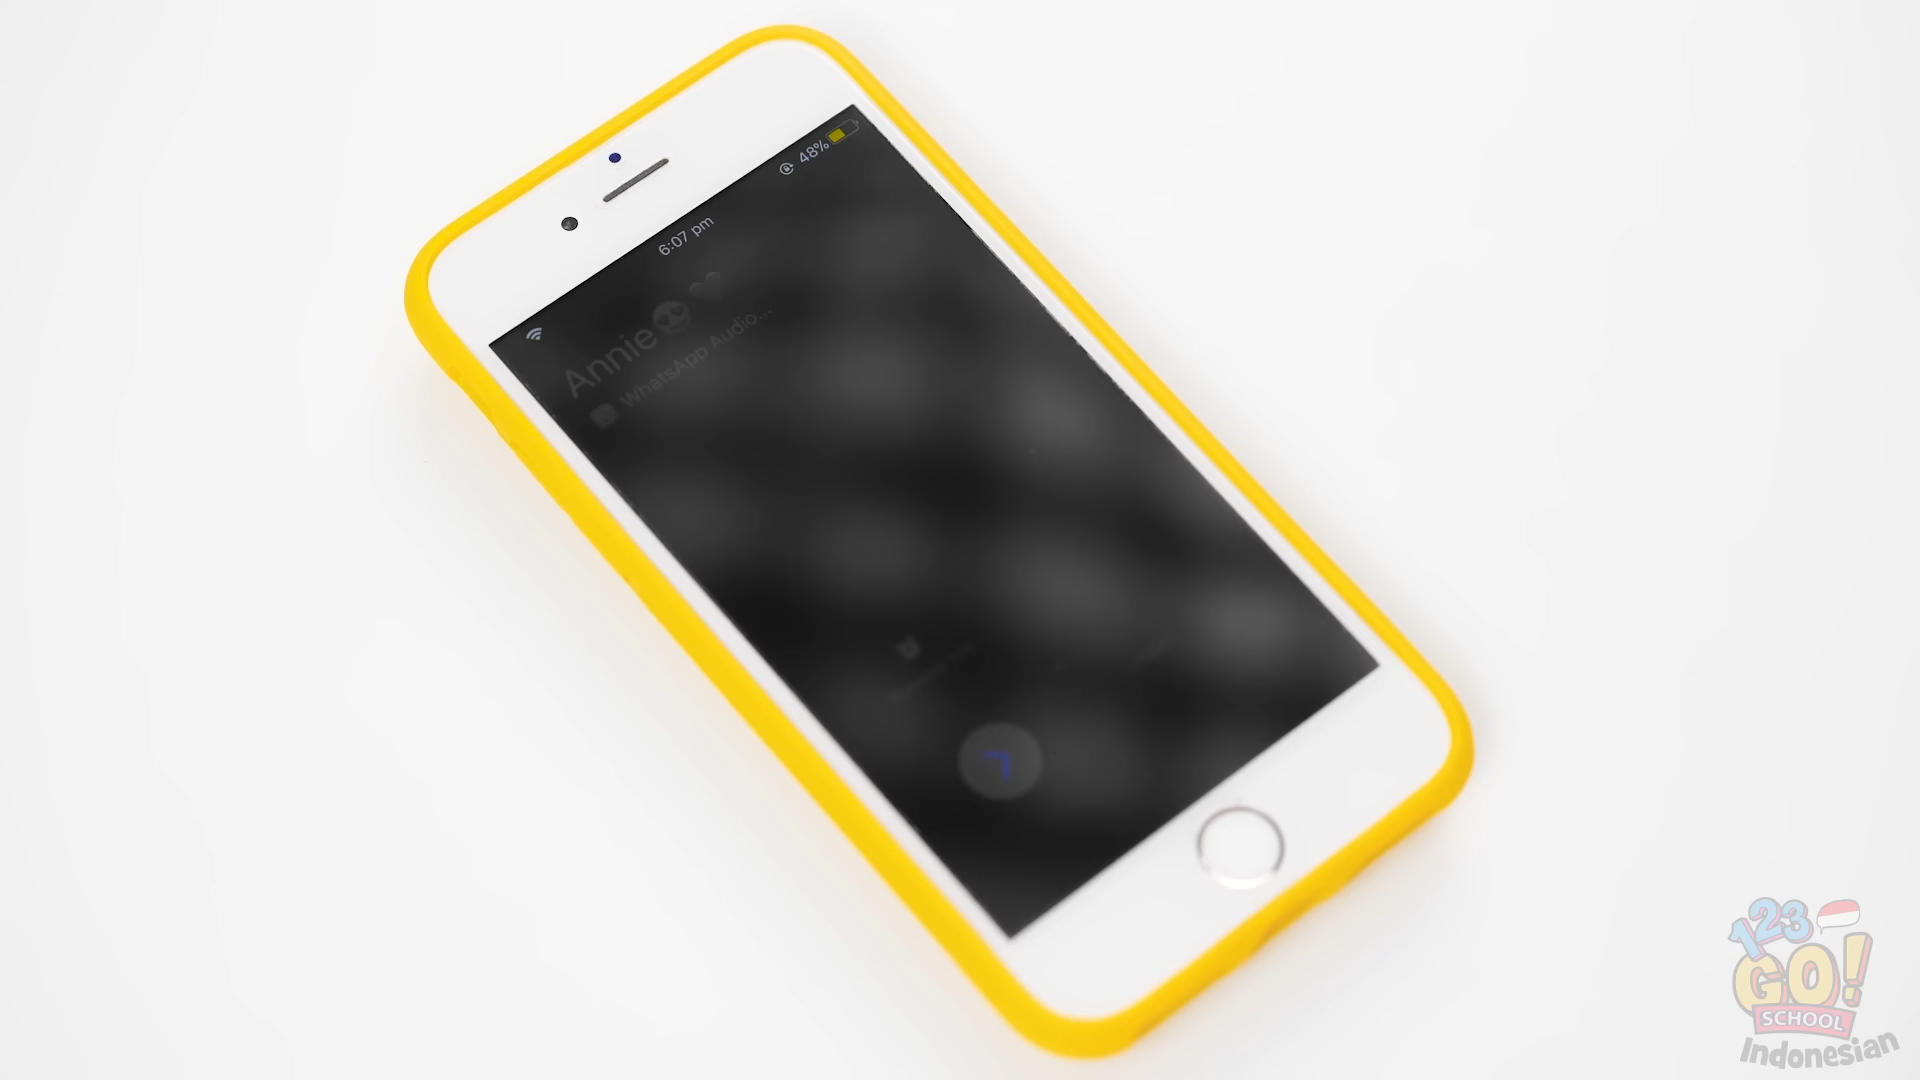 48%
6:07 pm
Annie😍❤
WhatsApp Audio...
123
GO!
SCHOOL
Indonesian